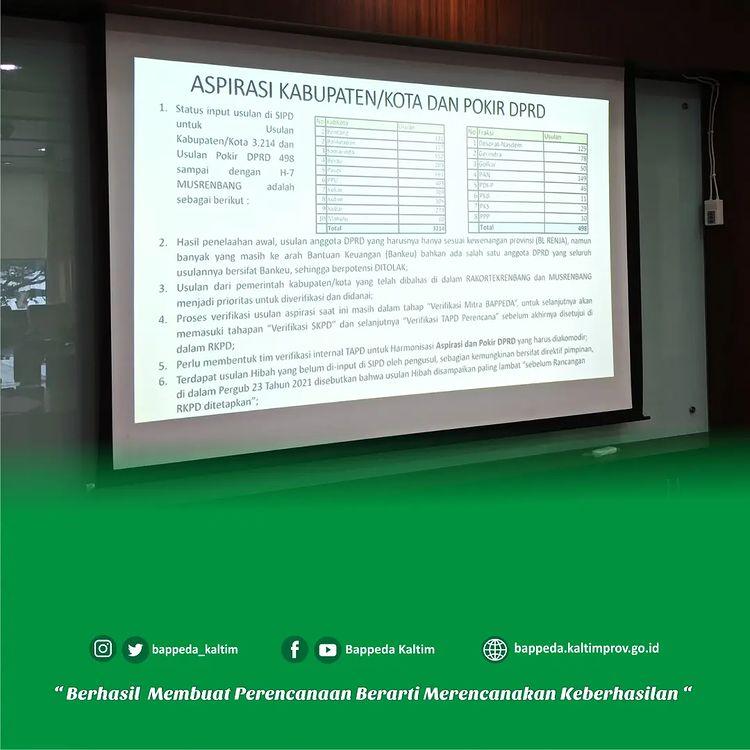 ASPIRASI KABUPATEN/KOTA DAN POKIR DPRD
1. Status input usulan di SIPD
untuk Usulan
Kabupaten/Kota 3.214 dan
Usulan Pokir DPRD 498
sampai dengan H-7
MUSRENBANG adalah
sebagai berikut :
No Kab/Kota Usulan
Total 3214
No Fraksi Usulan
1 Demokrat-Nasdem 125
2 Gerindra 78
3 Golkar 50
4 PAN 149
5 PDI-P 46
6 PKB 11
7 PKS 29
8 PPP 10
Total 498
2. Hasil penelaahan awal, usulan anggota DPRD yang harusnya hanya sesuai kewenangan provinsi (BL RENJA), namun
banyak yang masih ke arah Bantuan Keuangan (Bankeu) bahkan ada salah satu anggota DPRD yang seluruh
usulannya bersifat Bankeu, sehingga berpotensi DITOLAK;
3. Usulan dari pemerintah kabupaten/kota yang telah dibahas di dalam RAKORTEKRENBANG dan MUSRENBANG
menjadi prioritas untuk diverifikasi dan didanai;
4. Proses verifikasi usulan aspirasi saat ini masih dalam tahap "Verifikasi Mitra BAPPEDA", untuk selanjutnya akan
memasuki tahapan "Verifikasi SKPD" dan selanjutnya "Verifikasi TAPD Perencana" sebelum akhirnya disetujui di
dalam RKPD;
5. Perlu membentuk tim verifikasi internal TAPD untuk Harmonisasi Aspirasi dan Pokir DPRD yang harus diakomodir;
6. Terdapat usulan Hibah yang belum di-input di SIPD oleh pengusul, sebagian kemungkinan bersifat direktif pimpinan,
di dalam Pergub 23 Tahun 2021 disebutkan bahwa usulan Hibah disampaikan paling lambat "sebelum Rancangan
RKPD ditetapkan";
bappeda_kaltim
Bappeda Kaltim
bappeda.kaltimprov.go.id
“ Berhasil Membuat Perencanaan Berarti Merencanakan Keberhasilan “